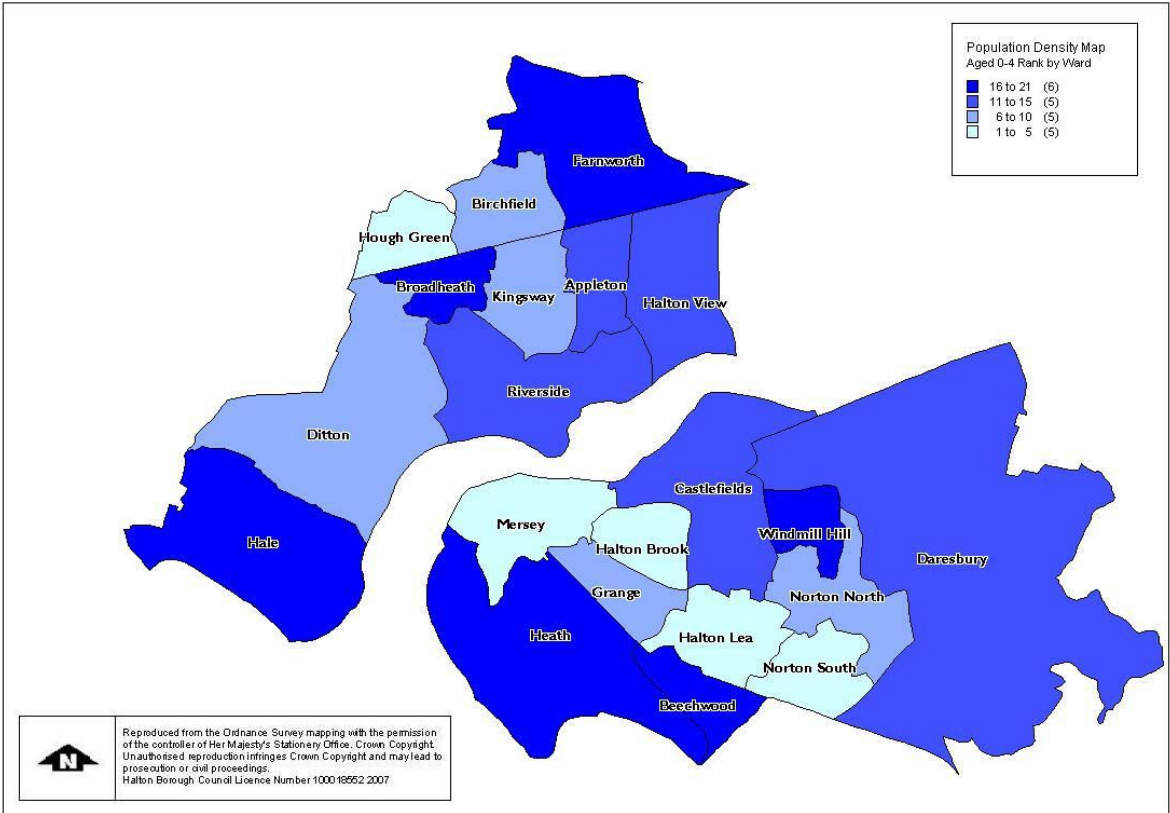 Population Density Map
Aged 0-4 Rank by Ward
16 to 21 (6)
11 to 15 (5)
6 to 10 (5)
1 to 5 (5)
Farnworth
Birchfield
Hough Green
Broadheath
Kingsway
Appleton
Halton View
Riverside
Ditton
Hale
Castlefields
Mersey
Windmill Hill
Halton Brook
Daresbury
Grange
Norton North
Heath
Halton Lea
Norton South
Beechwood
N
Reproduced from the Ordnance Survey mapping with the permission
of the controller of Her Majesty's Stationery Office. Crown Copyright.
Unauthorised reproduction infringes Crown Copyright and may lead to
prosecution or civil proceedings.
Halton Borough Council Licence Number 100018552 2007